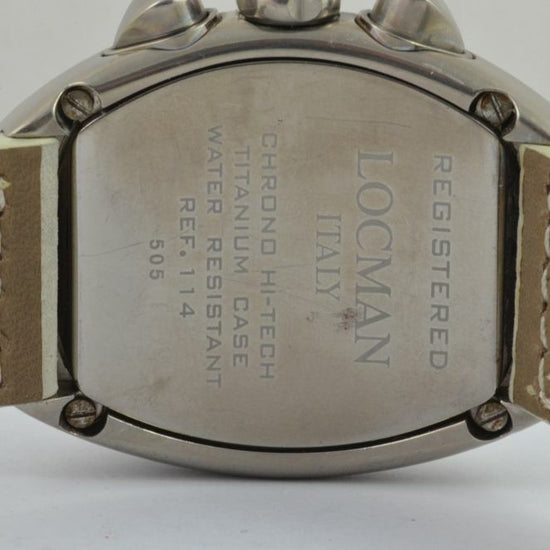 REGISTERED
LOCMAN
ITALY
CHRONO HI-TECH
TITANIUM CASE
WATER RESISTANT
REF. 114
505